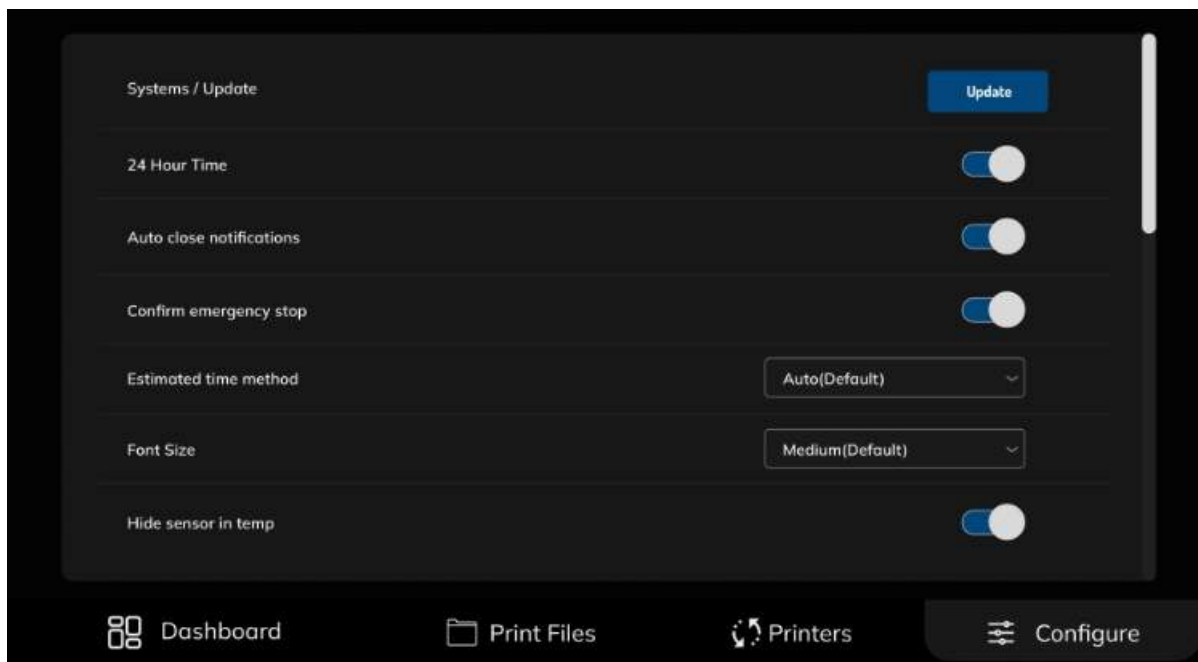 Systems / Update
Update
24 Hour Time
Auto close notifications
Confirm emergency stop
Estimated time method
Auto(Default)
Font Size
Medium(Default)
Hide sensor in temp
Dashboard
Print Files
Printers
Configure